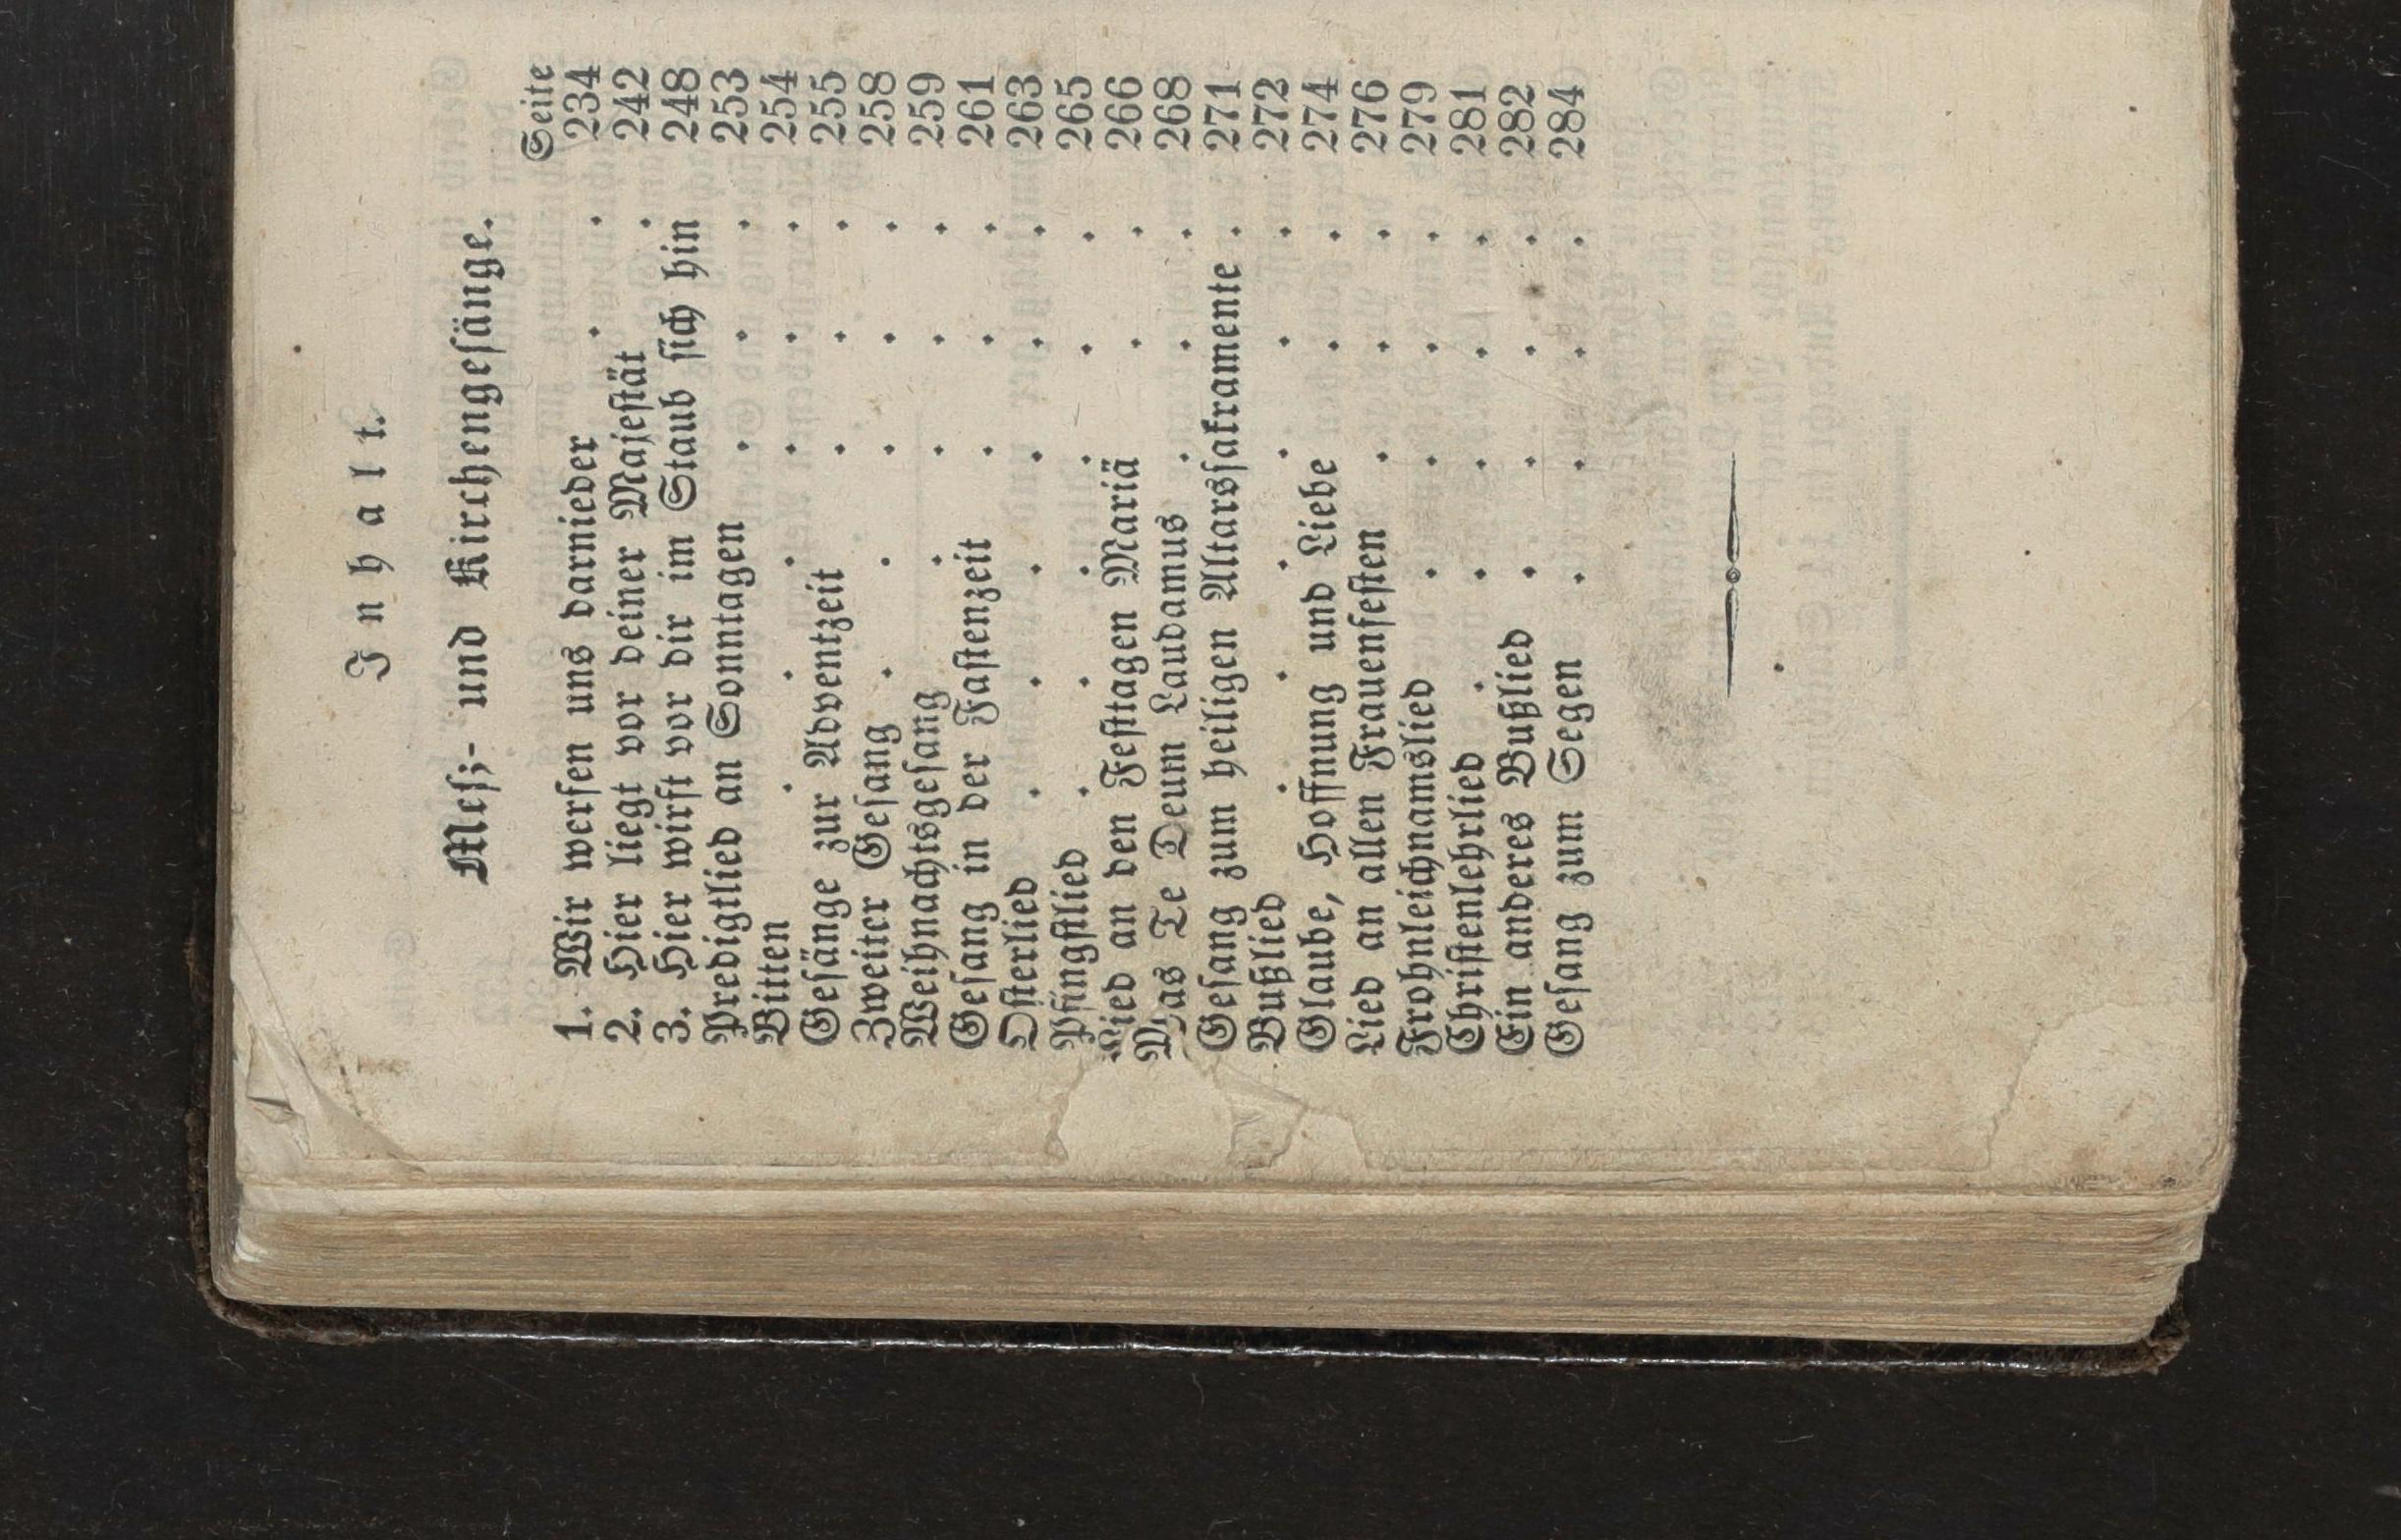 Inhalt.
Meß- und Kirchengesänge.
Seite
1. Wir werfen uns darnieder . . 234
2. Hier liegt vor deiner Majestät . 242
3. Hier wirft vor dir im Staub sich hin 248
Predigtlied an Sonntagen . . . 253
Bitten . . . . . . 254
Gesänge zur Adventzeit . . . 255
Zweiter Gesang . . . . . 258
Weihnachtsgesang . . . . 259
Gesang in der Fastenzeit . . . 261
Osterlied . . . . . . 263
Pfingstlied . . . . . . 265
Lied an den Festtagen Mariä . . 266
Das Te Deum Laudamus . . . 268
Gesang zum heiligen Altarssakramente . 271
Bußlied . . . . . . 272
Glaube, Hoffnung und Liebe . . 274
Lied an allen Frauenfesten . . . 276
Frohnleichnamslied . . . . 279
Christenlehrlied . . . . . 281
Ein anderes Bußlied . . . . 282
Gesang zum Segen . . . . 284